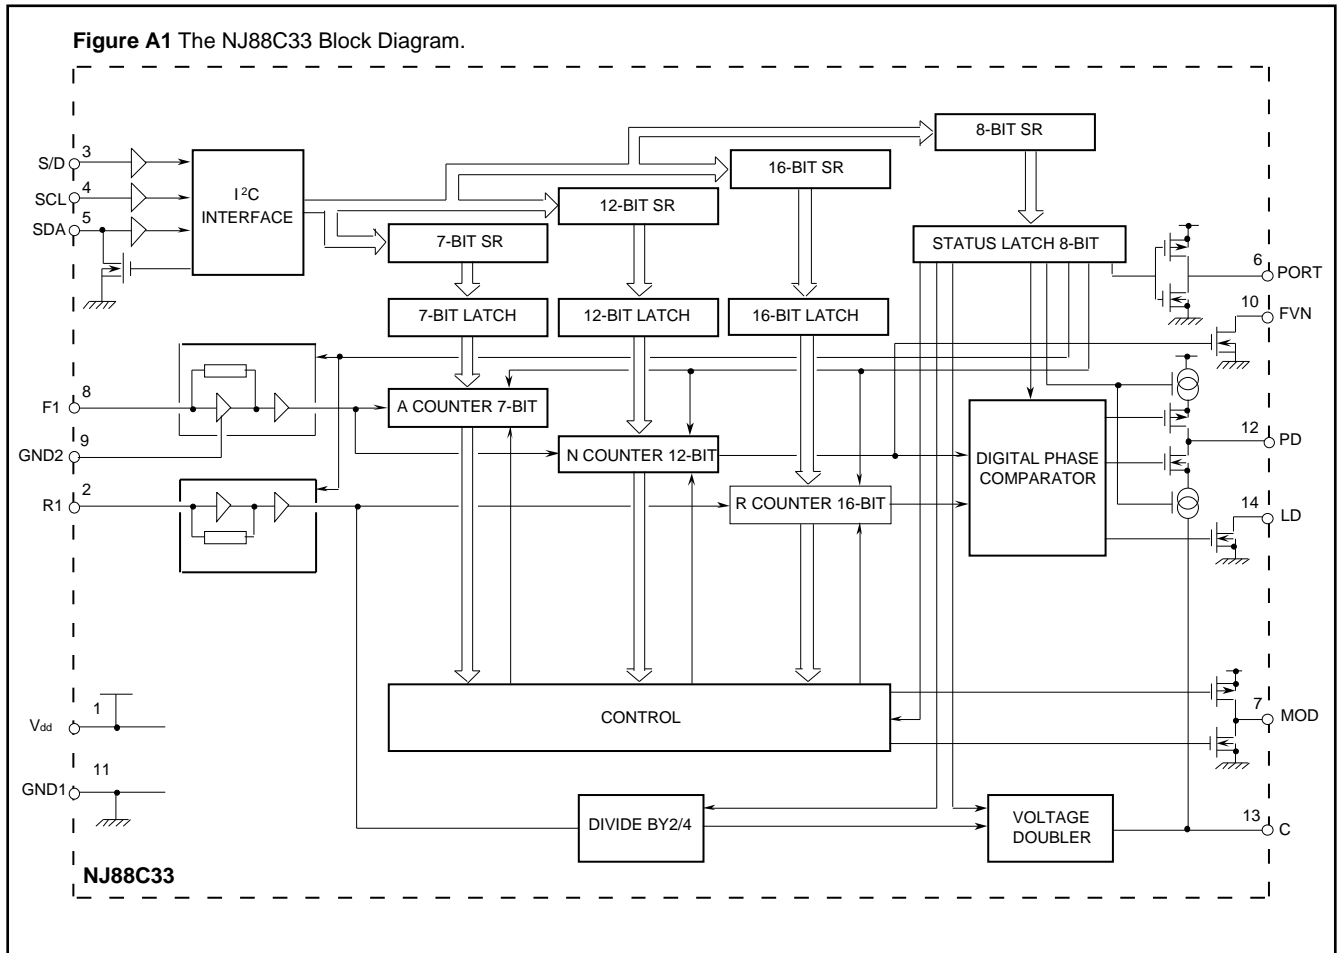 Figure A1 The NJ88C33 Block Diagram.
8-BIT SR
16-BIT SR
12-BIT SR
7-BIT SR
S/D 3
SCL 4
SDA 5
I²C
INTERFACE
STATUS LATCH 8-BIT
6 PORT
10 FVN
7-BIT LATCH
12-BIT LATCH
16-BIT LATCH
F1 8
A COUNTER 7-BIT
GND2 9
N COUNTER 12-BIT
DIGITAL PHASE
COMPARATOR
12 PD
R1 2
R COUNTER 16-BIT
14 LD
CONTROL
7 MOD
Vdd 1
GND1 11
DIVIDE BY2/4
VOLTAGE
DOUBLER
13 C
NJ88C33